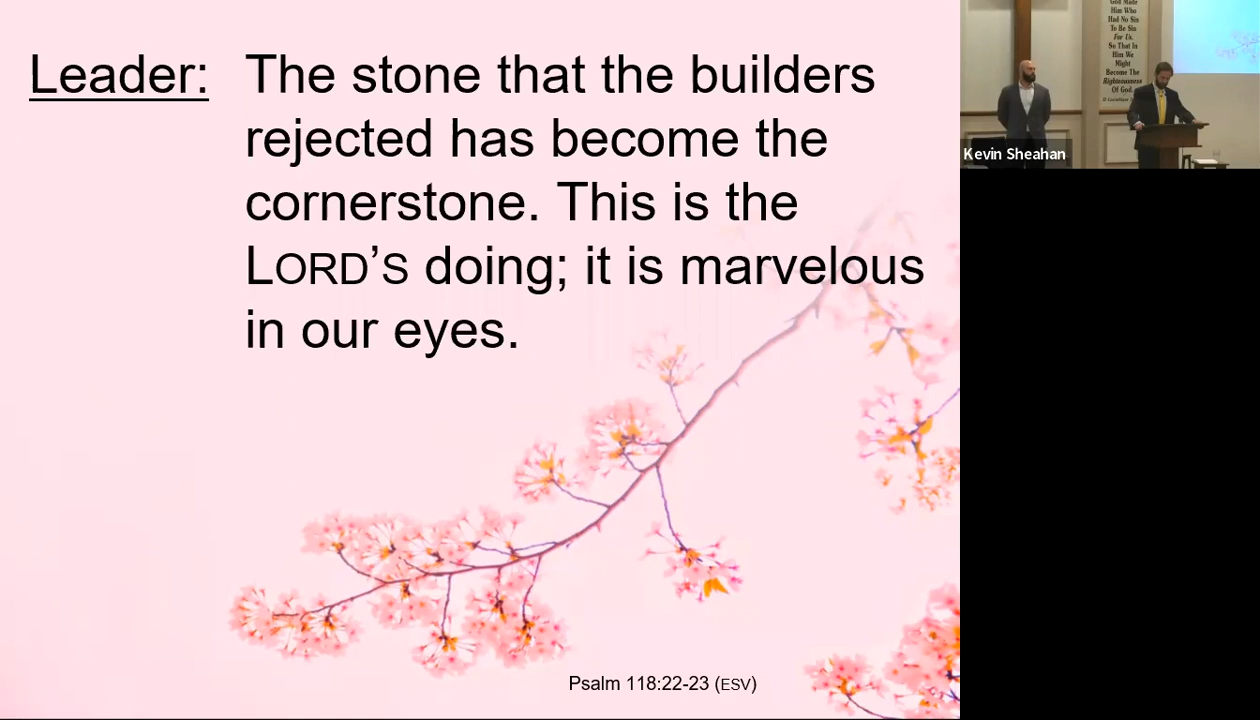 Leader: The stone that the builders
rejected has become the
cornerstone. This is the
LORD’S doing; it is marvelous
in our eyes.
Psalm 118:22-23 (ESV)
God Made
Him Who
Had No Sin
To Be Sin
For Us,
So That In
Him We
Might
Become The
Righteousness
Of God.
Kevin Sheahan